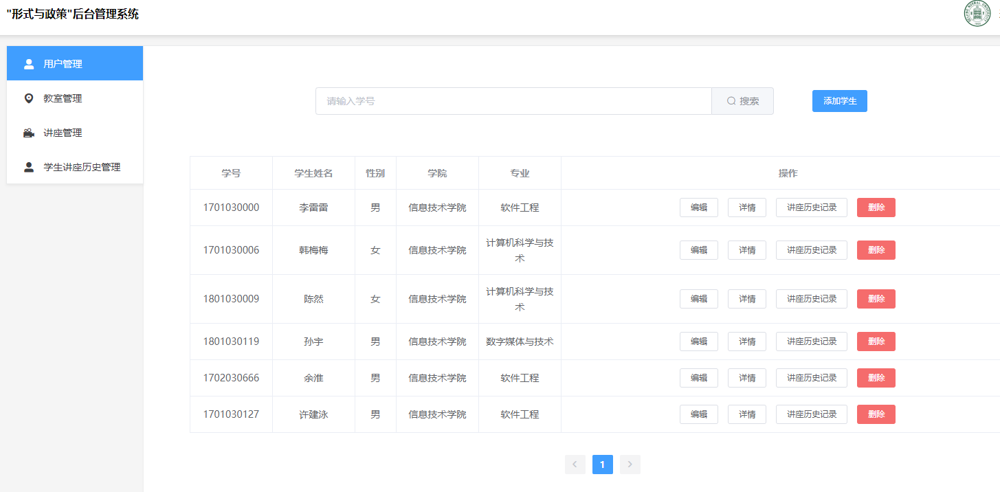 "形式与政策"后台管理系统
用户管理
教室管理
讲座管理
学生讲座历史管理
请输入学号 搜索 添加学生
学号 学生姓名 性别 学院 专业 操作
1701030000 李雷雷 男 信息技术学院 软件工程 编辑 详情 讲座历史记录 删除
1701030006 韩梅梅 女 信息技术学院 计算机科学与技术 编辑 详情 讲座历史记录 删除
1801030009 陈然 女 信息技术学院 计算机科学与技术 编辑 详情 讲座历史记录 删除
1801030119 孙宇 男 信息技术学院 数字媒体与技术 编辑 详情 讲座历史记录 删除
1702030666 余淮 男 信息技术学院 软件工程 编辑 详情 讲座历史记录 删除
1701030127 许建泳 男 信息技术学院 软件工程 编辑 详情 讲座历史记录 删除
1